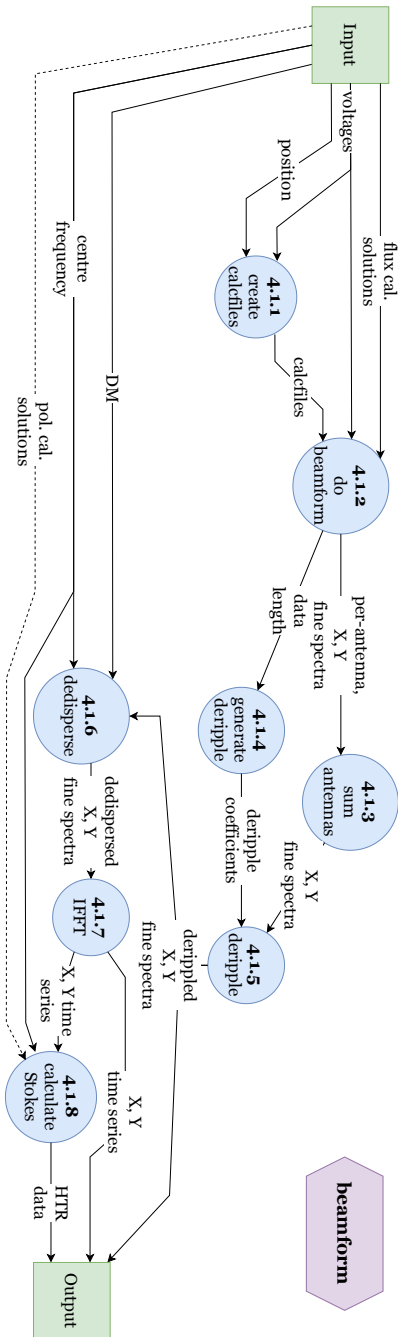 Input
flux cal.
solutions
voltages
position
4.1.1
create
calcfiles
calcfiles
4.1.2
do
beamform
per-antenna,
X, Y
fine spectra
data
length
4.1.3
sum
antennas
4.1.4
generate
deripple
X, Y
fine spectra
deripple
coefficients
4.1.5
deripple
derippled
X, Y
fine spectra
DM
centre
frequency
pol. cal.
solutions
4.1.6
dedisperse
dedispersed
X, Y
fine spectra
4.1.7
IFFT
X, Y
time series
X, Y time
series
4.1.8
calculate
Stokes
HTR
data
Output
beamform